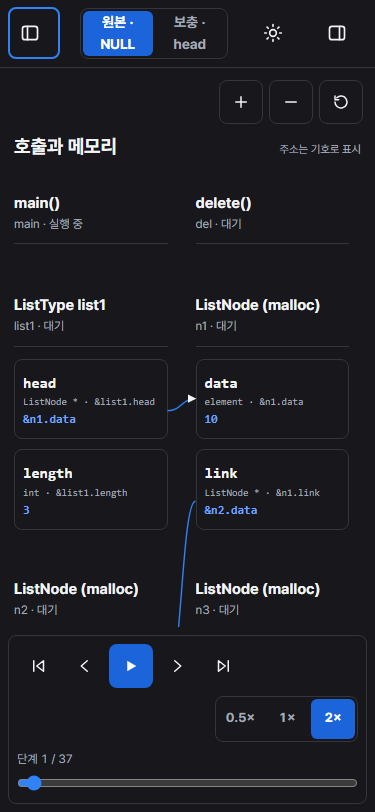 원본 · NULL
보충 · head
호출과 메모리
주소는 기호로 표시
main()
main · 실행 중
delete()
del · 대기
ListType list1
list1 · 대기
ListNode (malloc)
n1 · 대기
head
ListNode * · &list1.head
&n1.data
data
element · &n1.data
10
length
int · &list1.length
3
link
ListNode * · &n1.link
&n2.data
ListNode (malloc)
n2 · 대기
ListNode (malloc)
n3 · 대기
0.5× 1× 2×
단계 1 / 37